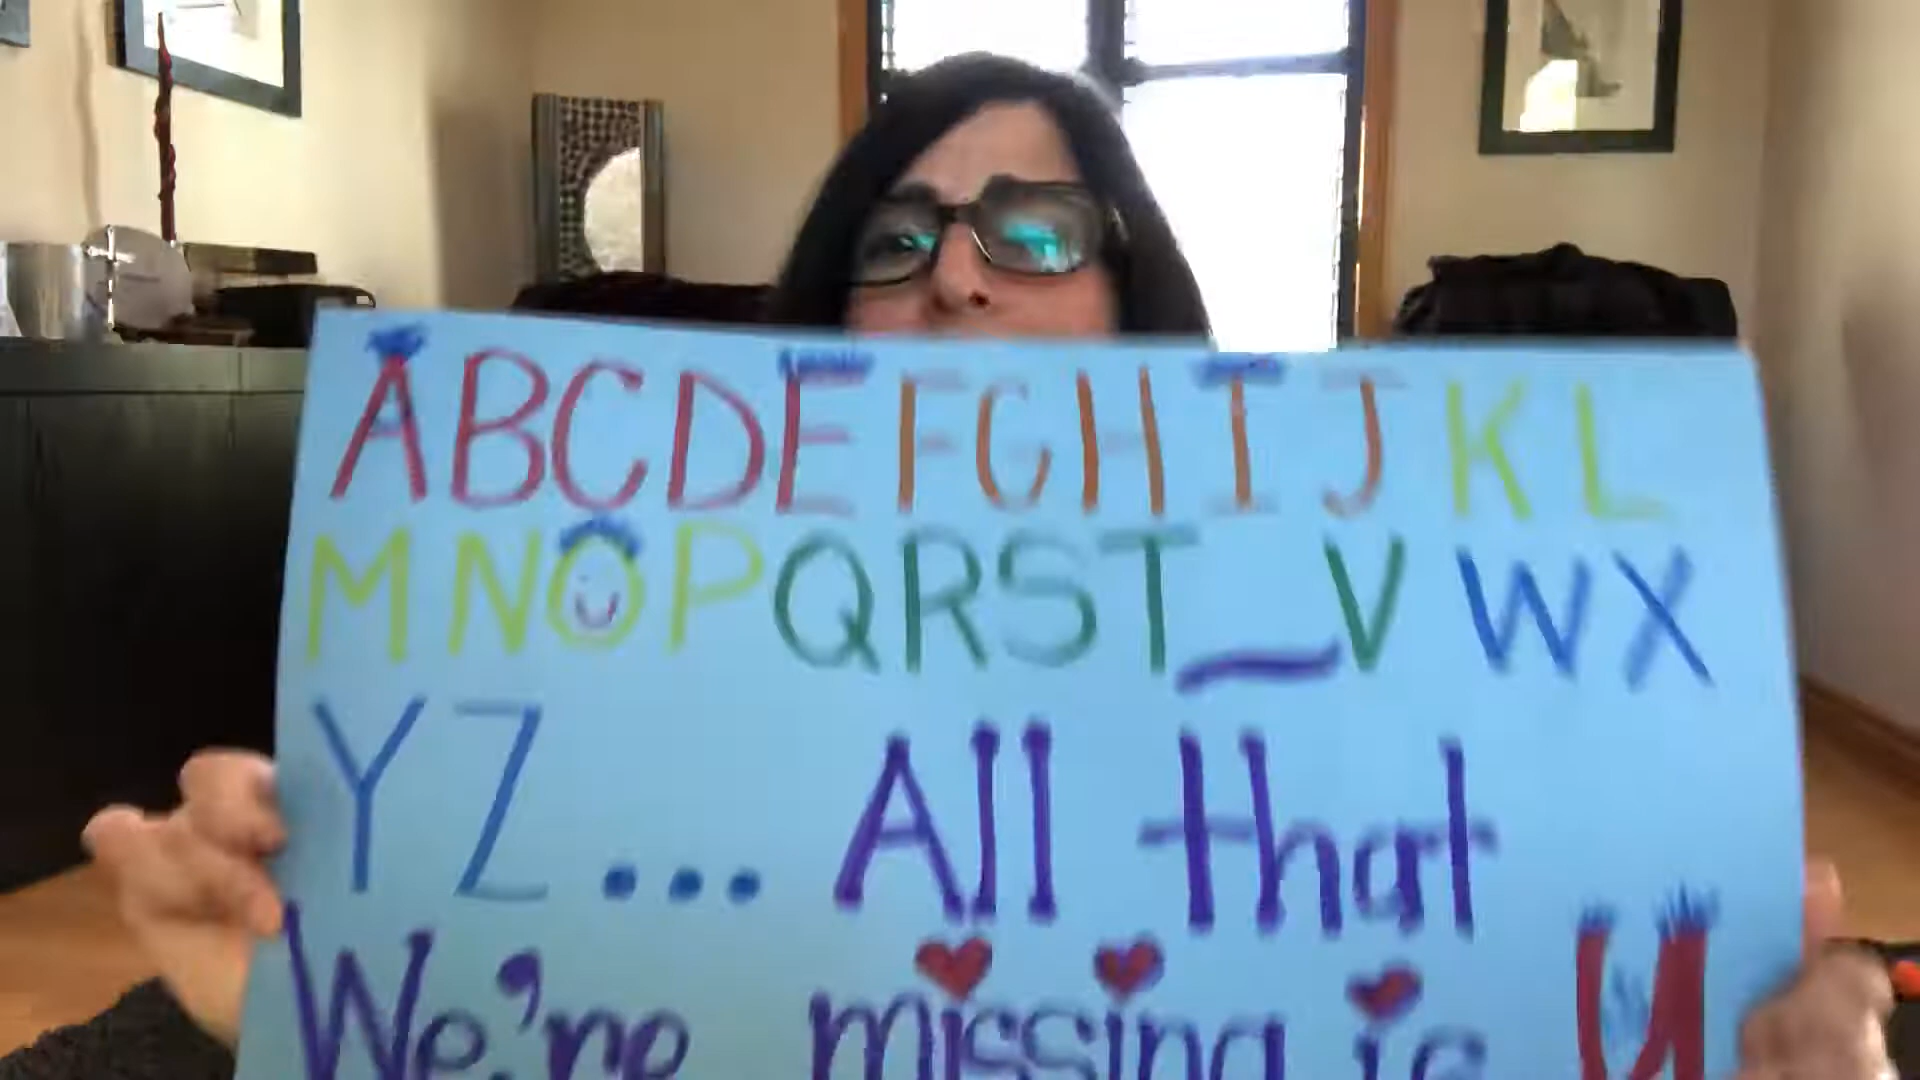 ABCDEFGHIJKL
MNOPQRST_VWX
YZ... All that
We're missing is U